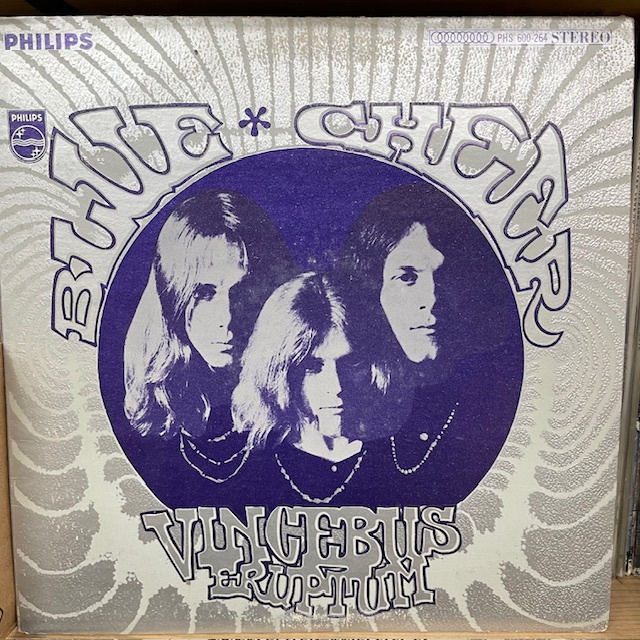 PHILIPS
PHS 600-264 STEREO
PHILIPS
BLUE * CHEER
VINCEBUS
ERUPTUM